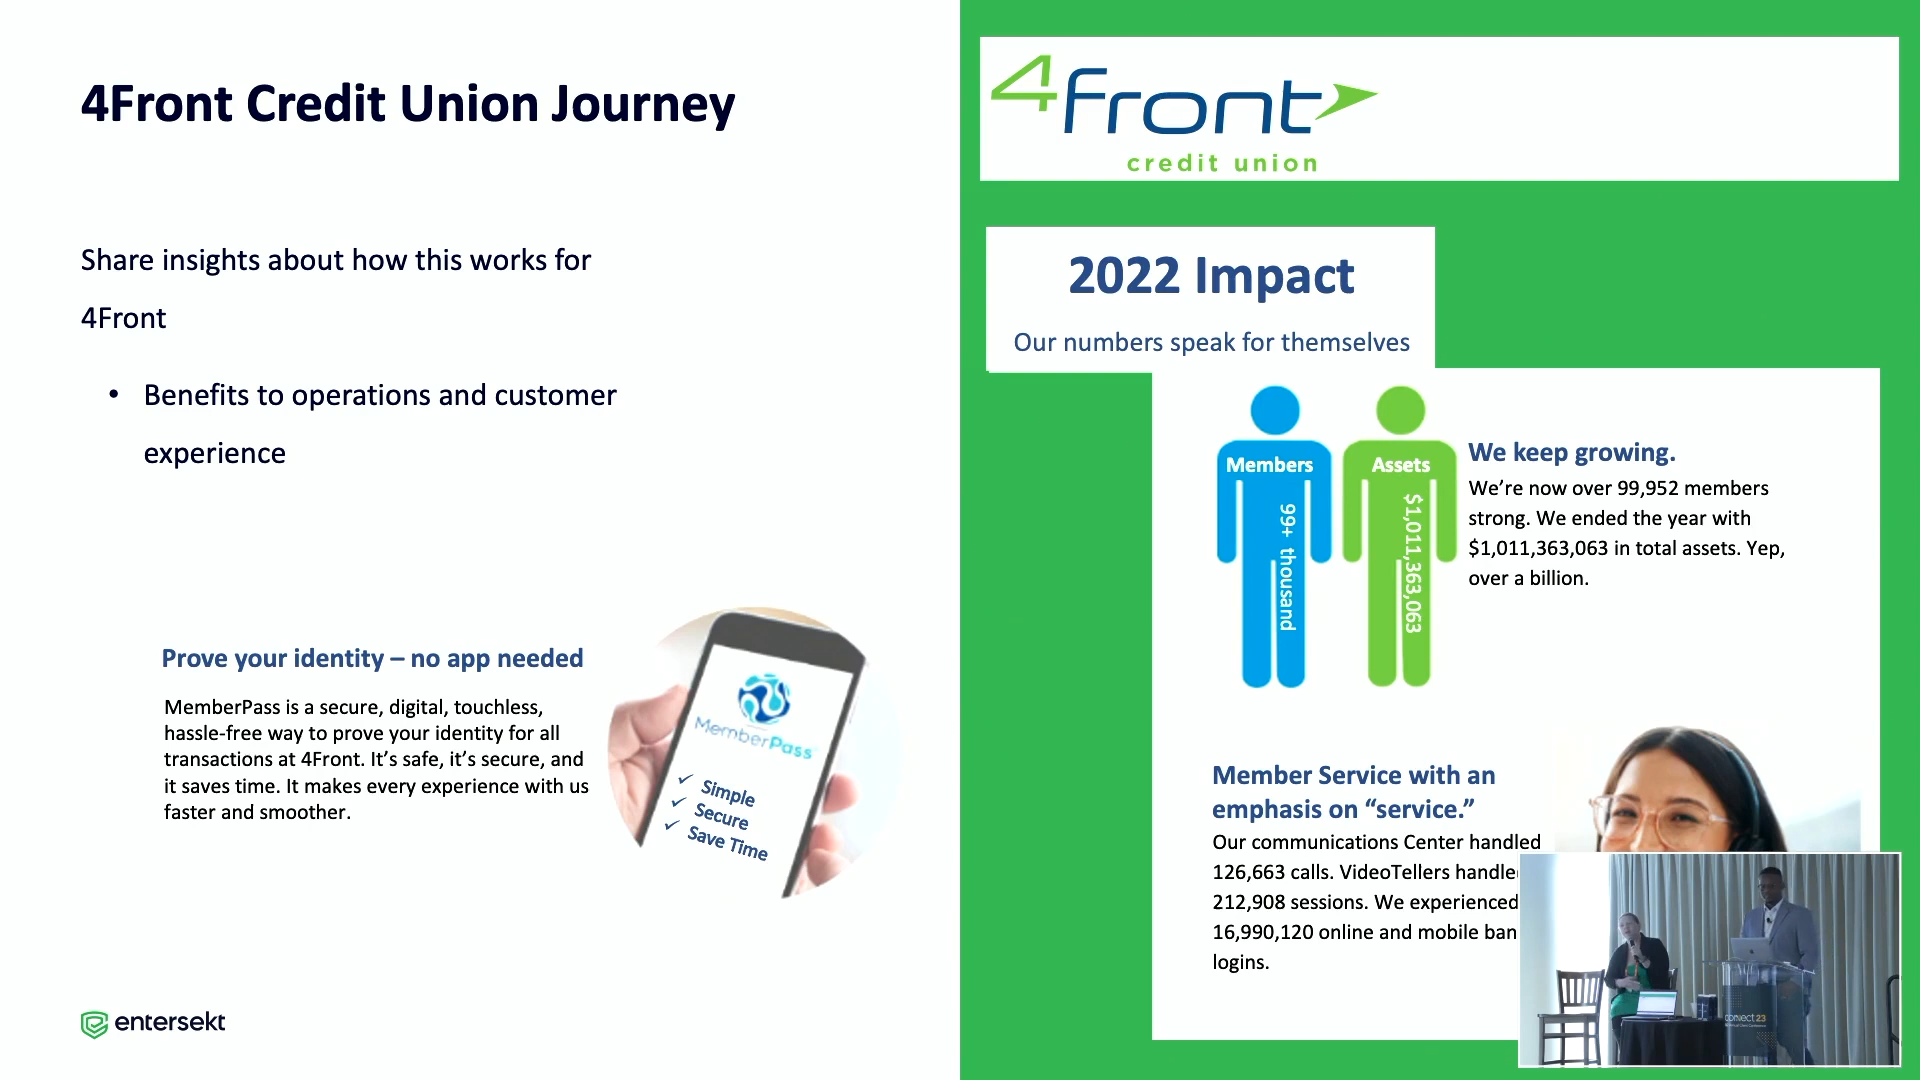 4Front Credit Union Journey
Share insights about how this works for
4Front
• Benefits to operations and customer
experience
Prove your identity – no app needed
MemberPass is a secure, digital, touchless,
hassle-free way to prove your identity for all
transactions at 4Front. It’s safe, it’s secure, and
it saves time. It makes every experience with us
faster and smoother.
MemberPass
✓ Simple
✓ Secure
✓ Save Time
entersekt
4Front
credit union
2022 Impact
Our numbers speak for themselves
Members
99+ thousand
Assets
$1,011,363,063
We keep growing.
We’re now over 99,952 members
strong. We ended the year with
$1,011,363,063 in total assets. Yep,
over a billion.
Member Service with an
emphasis on “service.”
Our communications Center handled
126,663 calls. VideoTellers handle
212,908 sessions. We experienced
16,990,120 online and mobile ban
logins.
connect 23